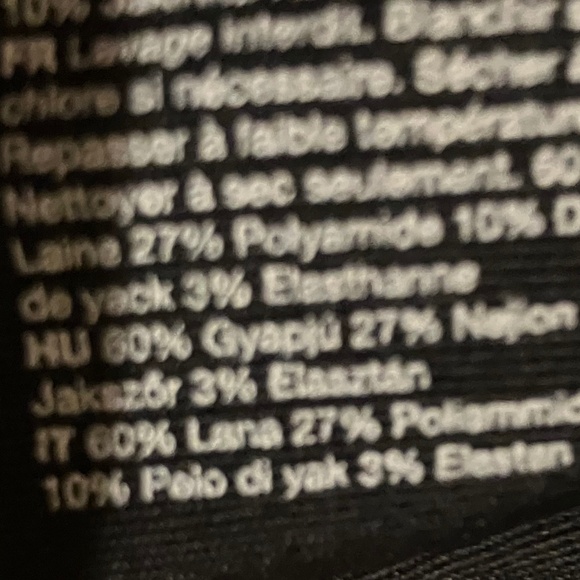 10%
FR Lavage interdit. Blanchir
chlore si nécessaire. Sécher à
Repasser à faible température
Nettoyer à sec seulement. 60
Laine 27% Polyamide 10% D
de yack 3% Elasthanne
HU 60% Gyapjú 27% Nejlon
Jakszőr 3% Elasztán
IT 60% Lana 27% Poliammid
10% Pelo di yak 3% Elastan